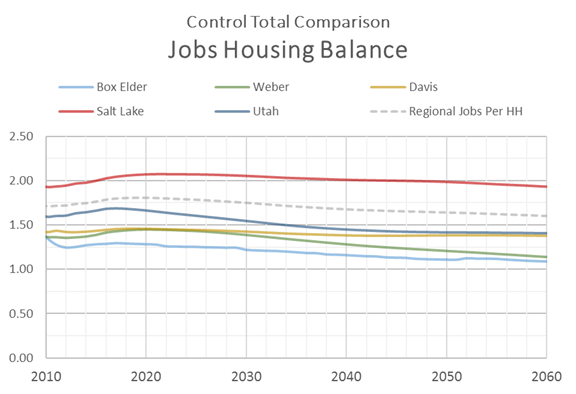 Control Total Comparison
Jobs Housing Balance
Box Elder Weber Davis
Salt Lake Utah Regional Jobs Per HH
2.50
2.00
1.50
1.00
0.50
0.00
2010 2020 2030 2040 2050 2060